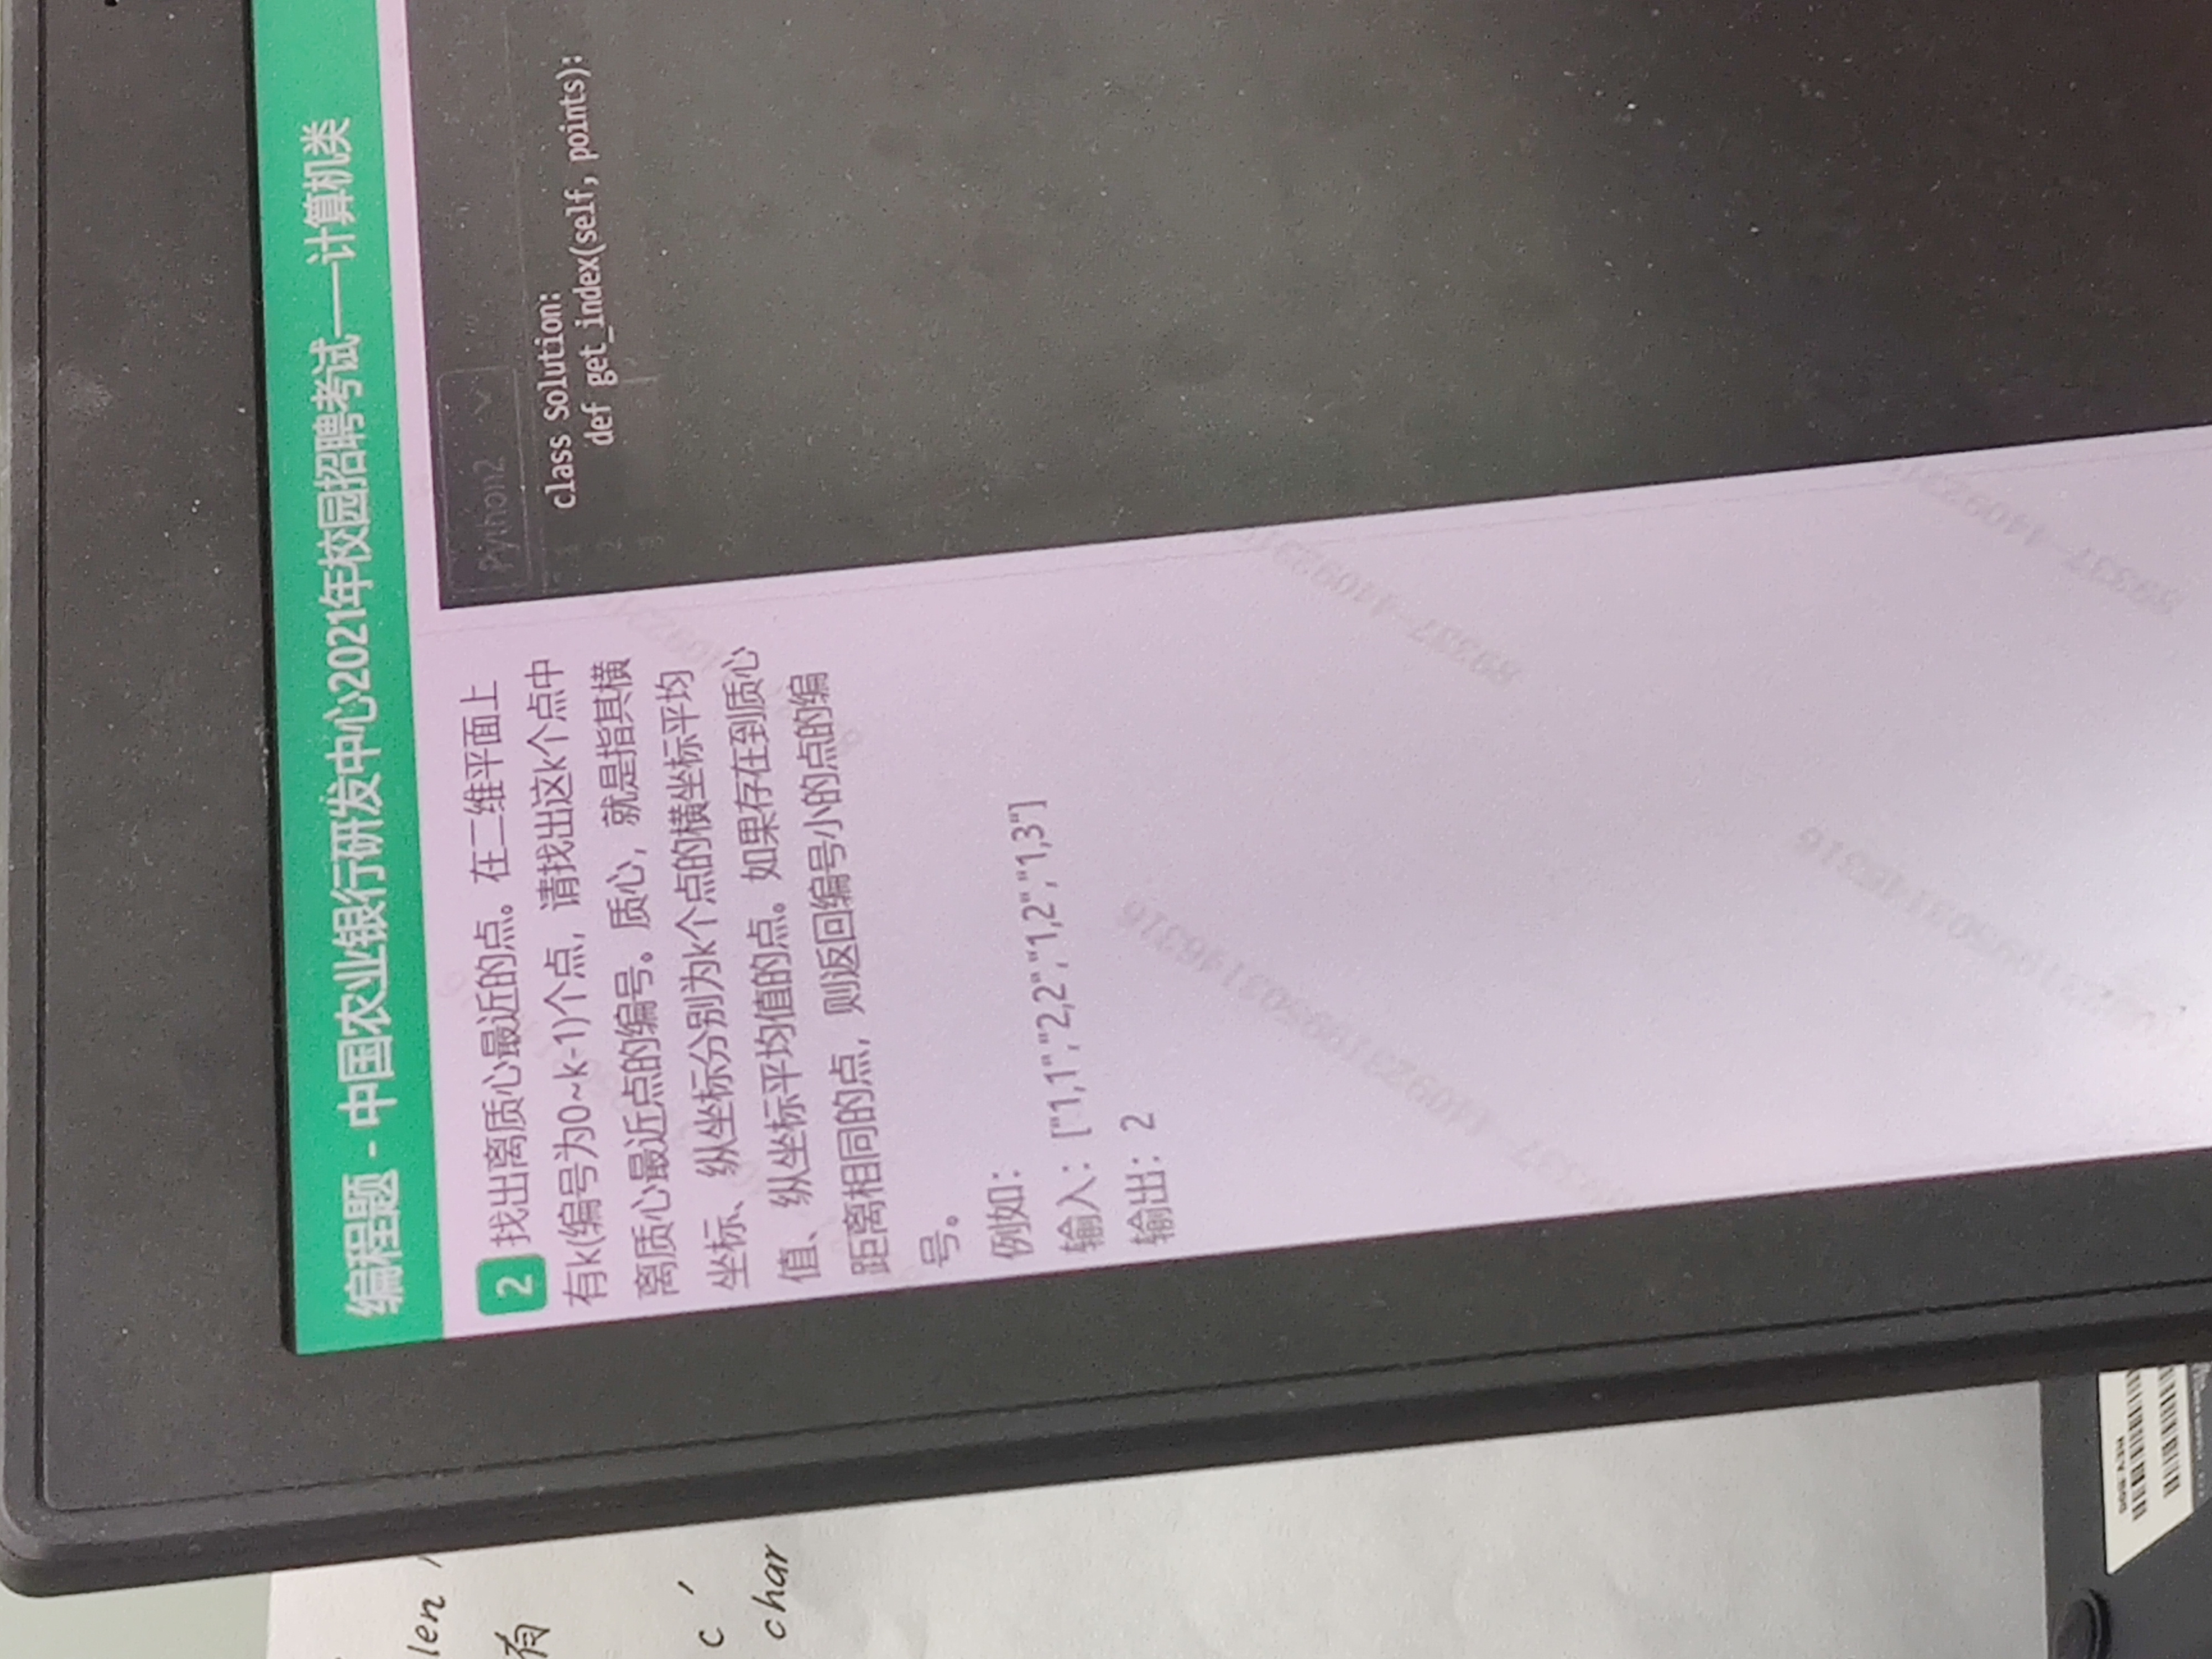 len
有
c
char
编程题 - 中国农业银行研发中心2021年校园招聘考试——计算机类
2 找出离质心最近的点。在二维平面上
有k(编号为0~k-1)个点，请找出这k个点中
离质心最近点的编号。质心，就是指其横
坐标、纵坐标分别为k个点的横坐标平均
值、纵坐标平均值的点。如果存在到质心
距离相同的点，则返回编号小的点的编
号。
例如：
输入：["1,1","2,2","1,2","1,3"]
输出：2
Python2
1 class Solution:
2 def get_index(self, points):
3